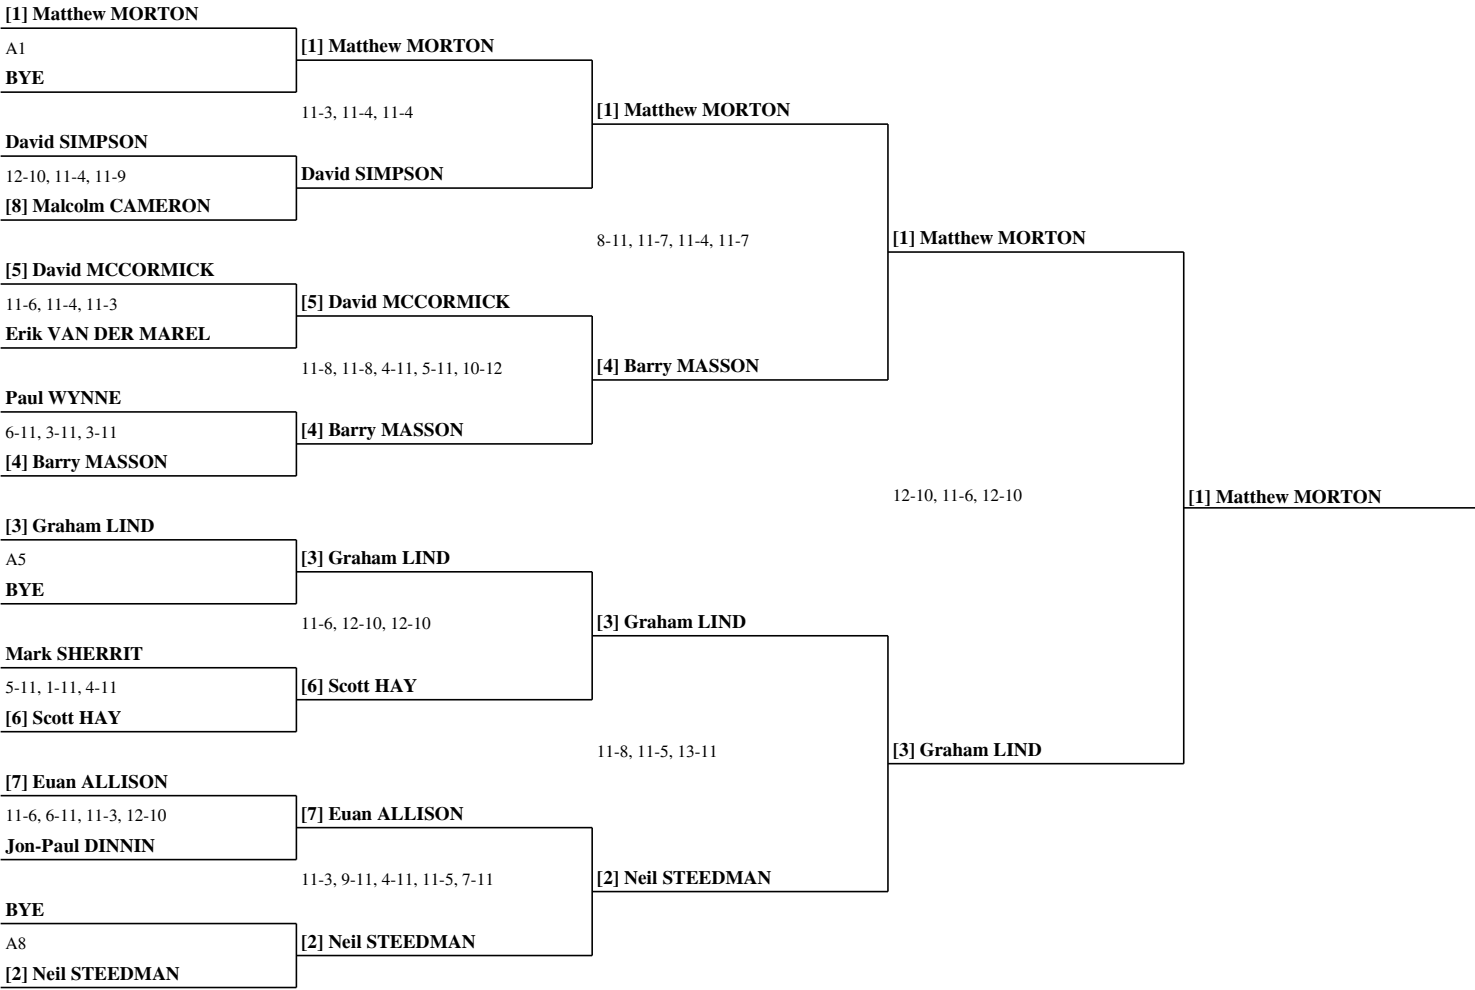 [1] Matthew MORTON
A1
BYE
David SIMPSON
12-10, 11-4, 11-9
[8] Malcolm CAMERON
[5] David MCCORMICK
11-6, 11-4, 11-3
Erik VAN DER MAREL
Paul WYNNE
6-11, 3-11, 3-11
[4] Barry MASSON
[3] Graham LIND
A5
BYE
Mark SHERRIT
5-11, 1-11, 4-11
[6] Scott HAY
[7] Euan ALLISON
11-6, 6-11, 11-3, 12-10
Jon-Paul DINNIN
BYE
A8
[2] Neil STEEDMAN
[1] Matthew MORTON
11-3, 11-4, 11-4
David SIMPSON
[5] David MCCORMICK
11-8, 11-8, 4-11, 5-11, 10-12
[4] Barry MASSON
[3] Graham LIND
11-6, 12-10, 12-10
[6] Scott HAY
[7] Euan ALLISON
11-3, 9-11, 4-11, 11-5, 7-11
[2] Neil STEEDMAN
[1] Matthew MORTON
8-11, 11-7, 11-4, 11-7
[4] Barry MASSON
[3] Graham LIND
11-8, 11-5, 13-11
[2] Neil STEEDMAN
[1] Matthew MORTON
12-10, 11-6, 12-10
[3] Graham LIND
[1] Matthew MORTON